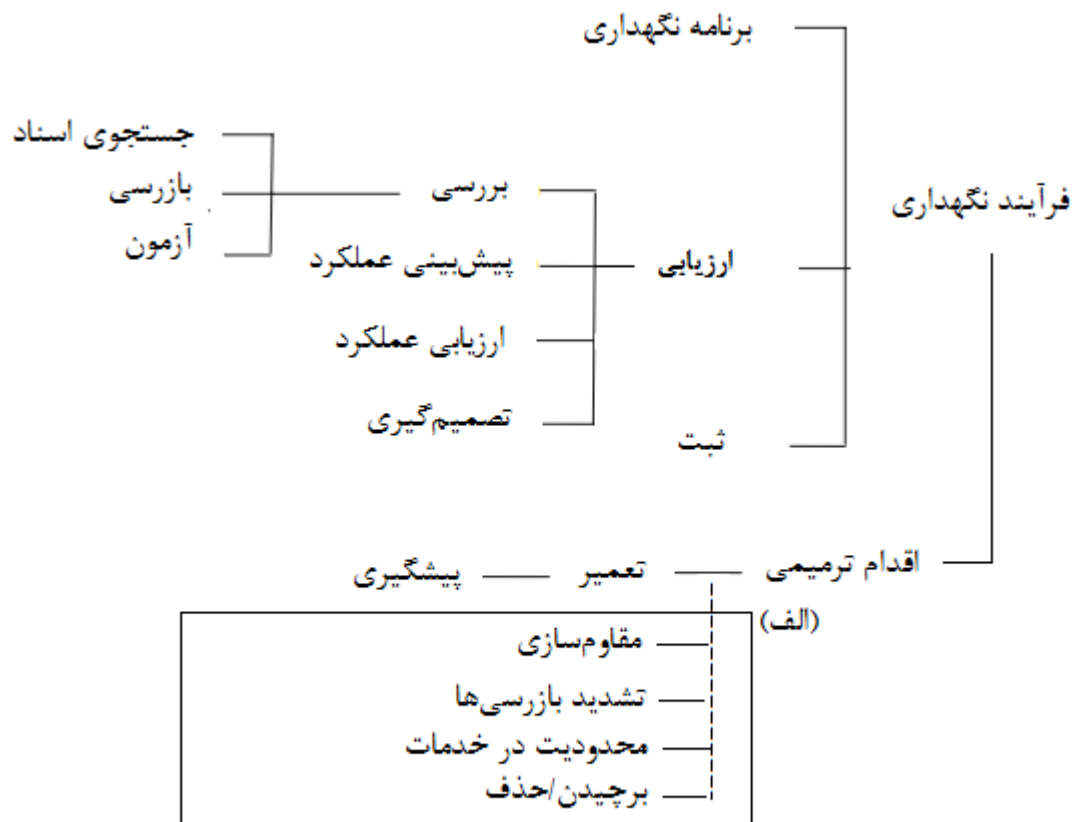 برنامه نگهداری
جستجوی اسناد
بازرسی
آزمون
بررسی
فرآیند نگهداری
پیش‌بینی عملکرد
ارزیابی
ارزیابی عملکرد
تصمیم‌گیری
ثبت
اقدام ترمیمی
تعمیر
پیشگیری
(الف)
مقاوم‌سازی
تشدید بازرسی‌ها
محدودیت در خدمات
برچیدن/حذف